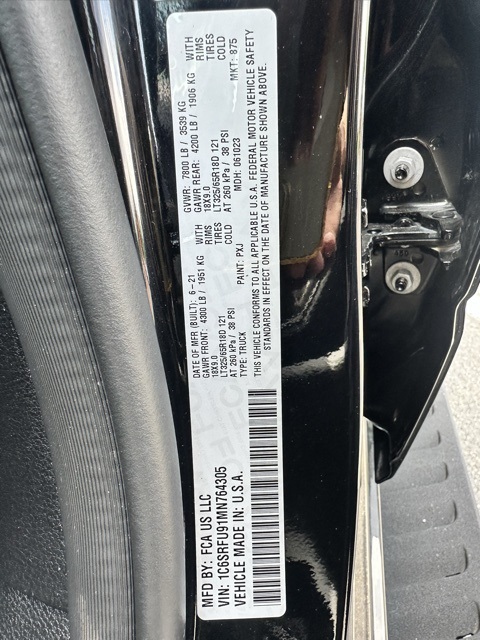 MFD BY: FCA US LLC
VIN: 1C6SRFU91MN764305
VEHICLE MADE IN: U.S.A.
DATE OF MFR (BUILT): 6-21
GAWR FRONT: 4300 LB / 1951 KG WITH
18X9.0 RIMS
LT325/65R18D 121 TIRES
AT 260 kPa / 38 PSI COLD
TYPE: TRUCK PAINT: PXJ
GVWR: 7800 LB / 3539 KG
GAWR REAR: 4200 LB / 1906 KG WITH
18X9.0 RIMS
LT325/65R18D 121 TIRES
AT 260 kPa / 38 PSI COLD
MDH: 061023 MKT: 875
THIS VEHICLE CONFORMS TO ALL APPLICABLE U.S.A. FEDERAL MOTOR VEHICLE SAFETY
STANDARDS IN EFFECT ON THE DATE OF MANUFACTURE SHOWN ABOVE.